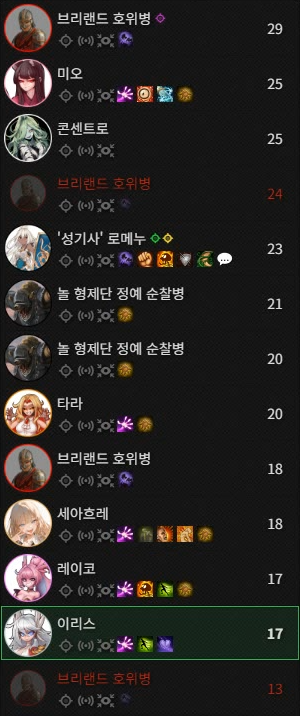 브리랜드 호위병
29
미오
25
콘센트로
25
브리랜드 호위병
24
'성기사' 로메누
23
놀 형제단 정예 순찰병
21
놀 형제단 정예 순찰병
20
타라
20
브리랜드 호위병
18
세아흐레
18
레이코
17
이리스
17
브리랜드 호위병
13